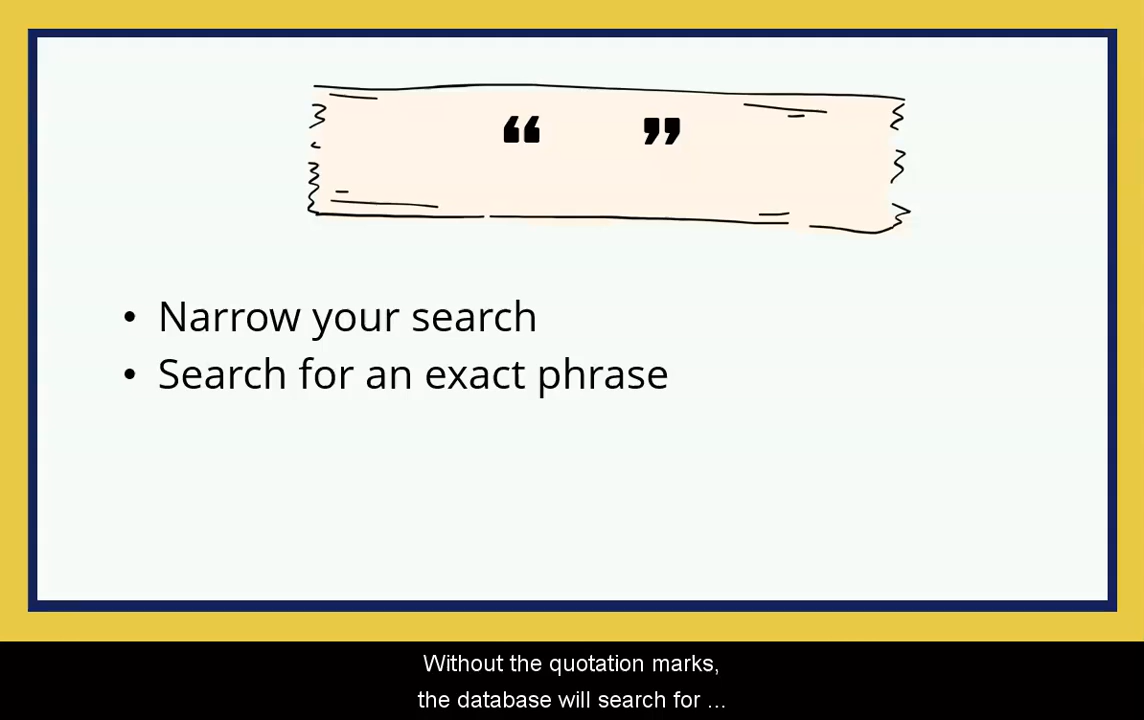 “ ”
• Narrow your search
• Search for an exact phrase
Without the quotation marks,
the database will search for ...